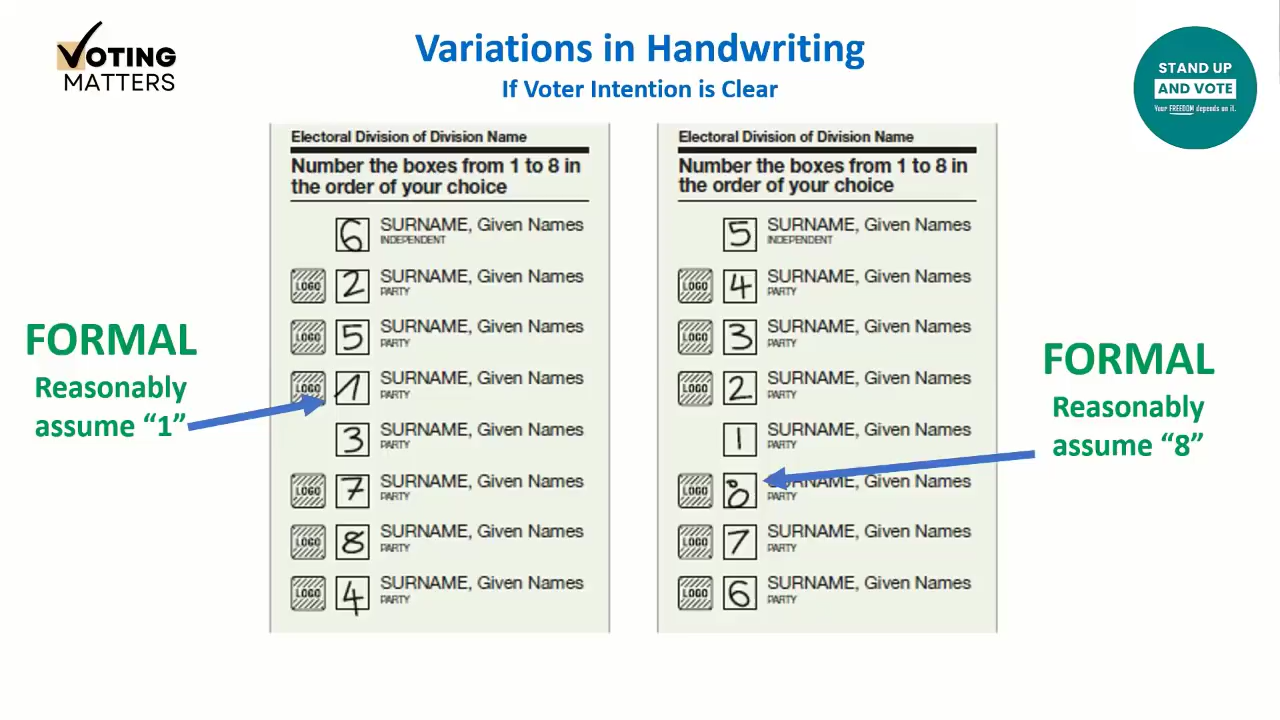 VOTING
MATTERS
Variations in Handwriting
If Voter Intention is Clear
STAND UP
AND VOTE
Your FREEDOM depends on it.
FORMAL
Reasonably
assume “1”
Electoral Division of Division Name
Number the boxes from 1 to 8 in
the order of your choice
6 SURNAME, Given Names
INDEPENDENT
LOGO 2 SURNAME, Given Names
PARTY
LOGO 5 SURNAME, Given Names
PARTY
LOGO 1 SURNAME, Given Names
PARTY
3 SURNAME, Given Names
PARTY
LOGO 7 SURNAME, Given Names
PARTY
LOGO 8 SURNAME, Given Names
PARTY
LOGO 4 SURNAME, Given Names
PARTY
Electoral Division of Division Name
Number the boxes from 1 to 8 in
the order of your choice
5 SURNAME, Given Names
INDEPENDENT
LOGO 4 SURNAME, Given Names
PARTY
LOGO 3 SURNAME, Given Names
PARTY
LOGO 2 SURNAME, Given Names
PARTY
1 SURNAME, Given Names
PARTY
LOGO 8 SURNAME, Given Names
PARTY
LOGO 7 SURNAME, Given Names
PARTY
LOGO 6 SURNAME, Given Names
PARTY
FORMAL
Reasonably
assume “8”